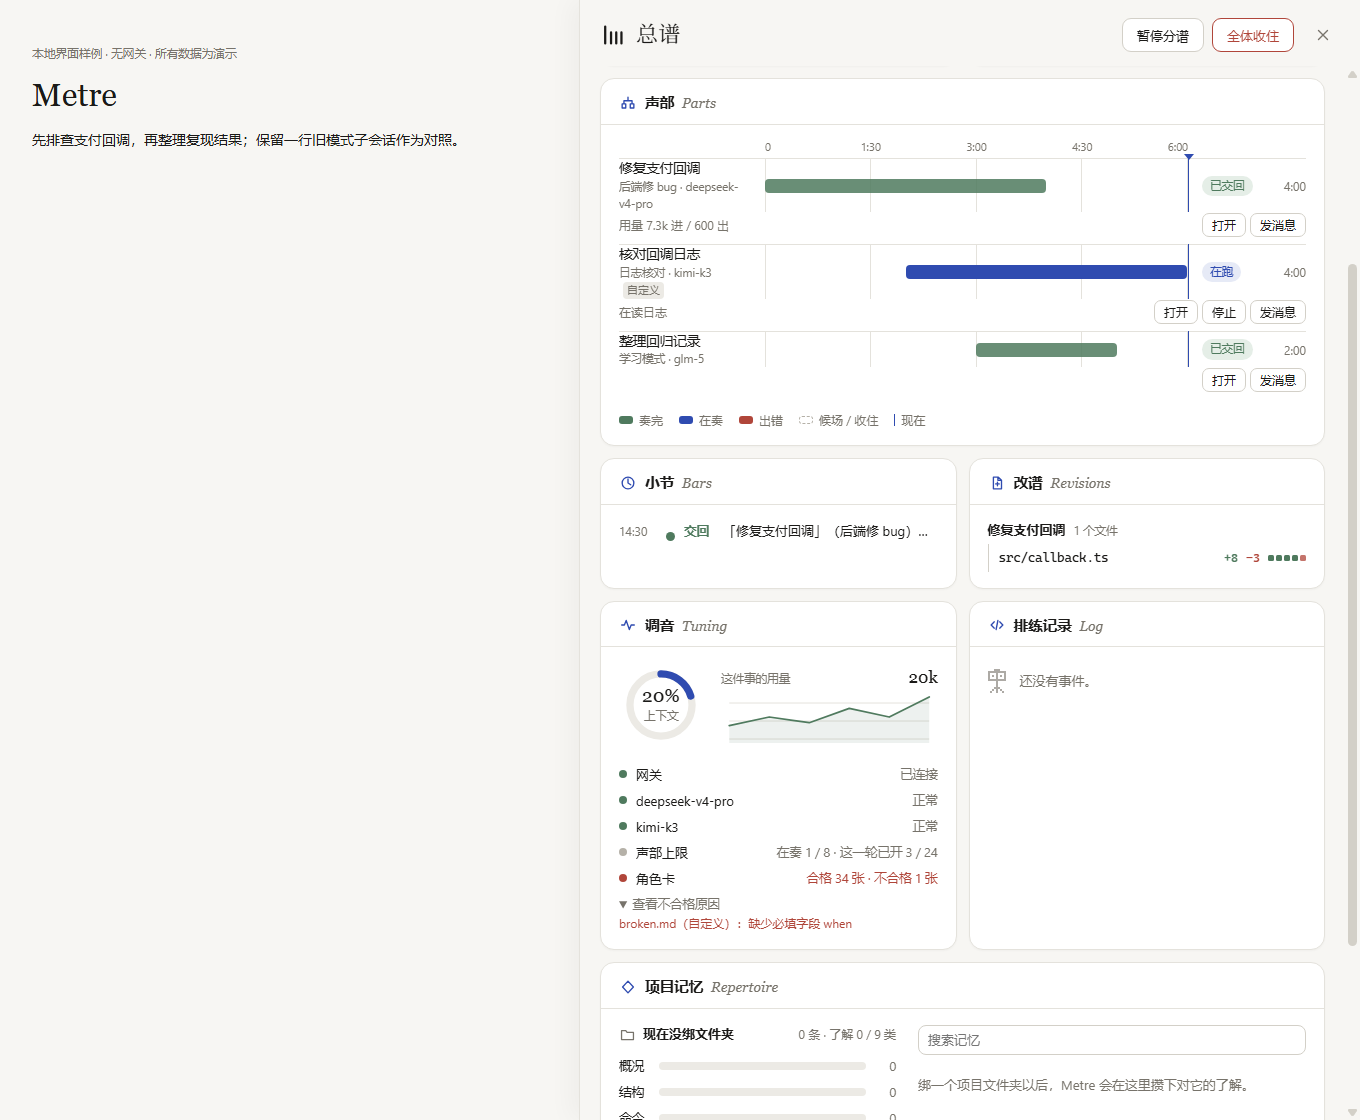 本地界面样例 · 无网关 · 所有数据为演示
Metre
先排查支付回调，再整理复现结果；保留一行旧模式子会话作为对照。
总谱
暂停分谱
全体收住
声部 Parts
0 1:30 3:00 4:30 6:00
修复支付回调
后端修 bug · deepseek-v4-pro
已交回 4:00
用量 7.3k 进 / 600 出
打开 发消息
核对回调日志
日志核对 · kimi-k3
自定义
在跑 4:00
在读日志
打开 停止 发消息
整理回归记录
学习模式 · glm-5
已交回 2:00
打开 发消息
奏完 在奏 出错 候场 / 收住 现在
小节 Bars
14:30 交回 「修复支付回调」（后端修 bug）...
改谱 Revisions
修复支付回调 1 个文件
src/callback.ts +8 −3
调音 Tuning
20%
上下文
这件事的用量 20k
网关 已连接
deepseek-v4-pro 正常
kimi-k3 正常
声部上限 在奏 1 / 8 · 这一轮已开 3 / 24
角色卡 合格 34 张 · 不合格 1 张
▼ 查看不合格原因
broken.md（自定义）：缺少必填字段 when
排练记录 Log
还没有事件。
项目记忆 Repertoire
现在没绑文件夹 0 条 · 了解 0 / 9 类
概况 0
结构 0
命令 0
搜索记忆
绑一个项目文件夹以后，Metre 会在这里攒下对它的了解。